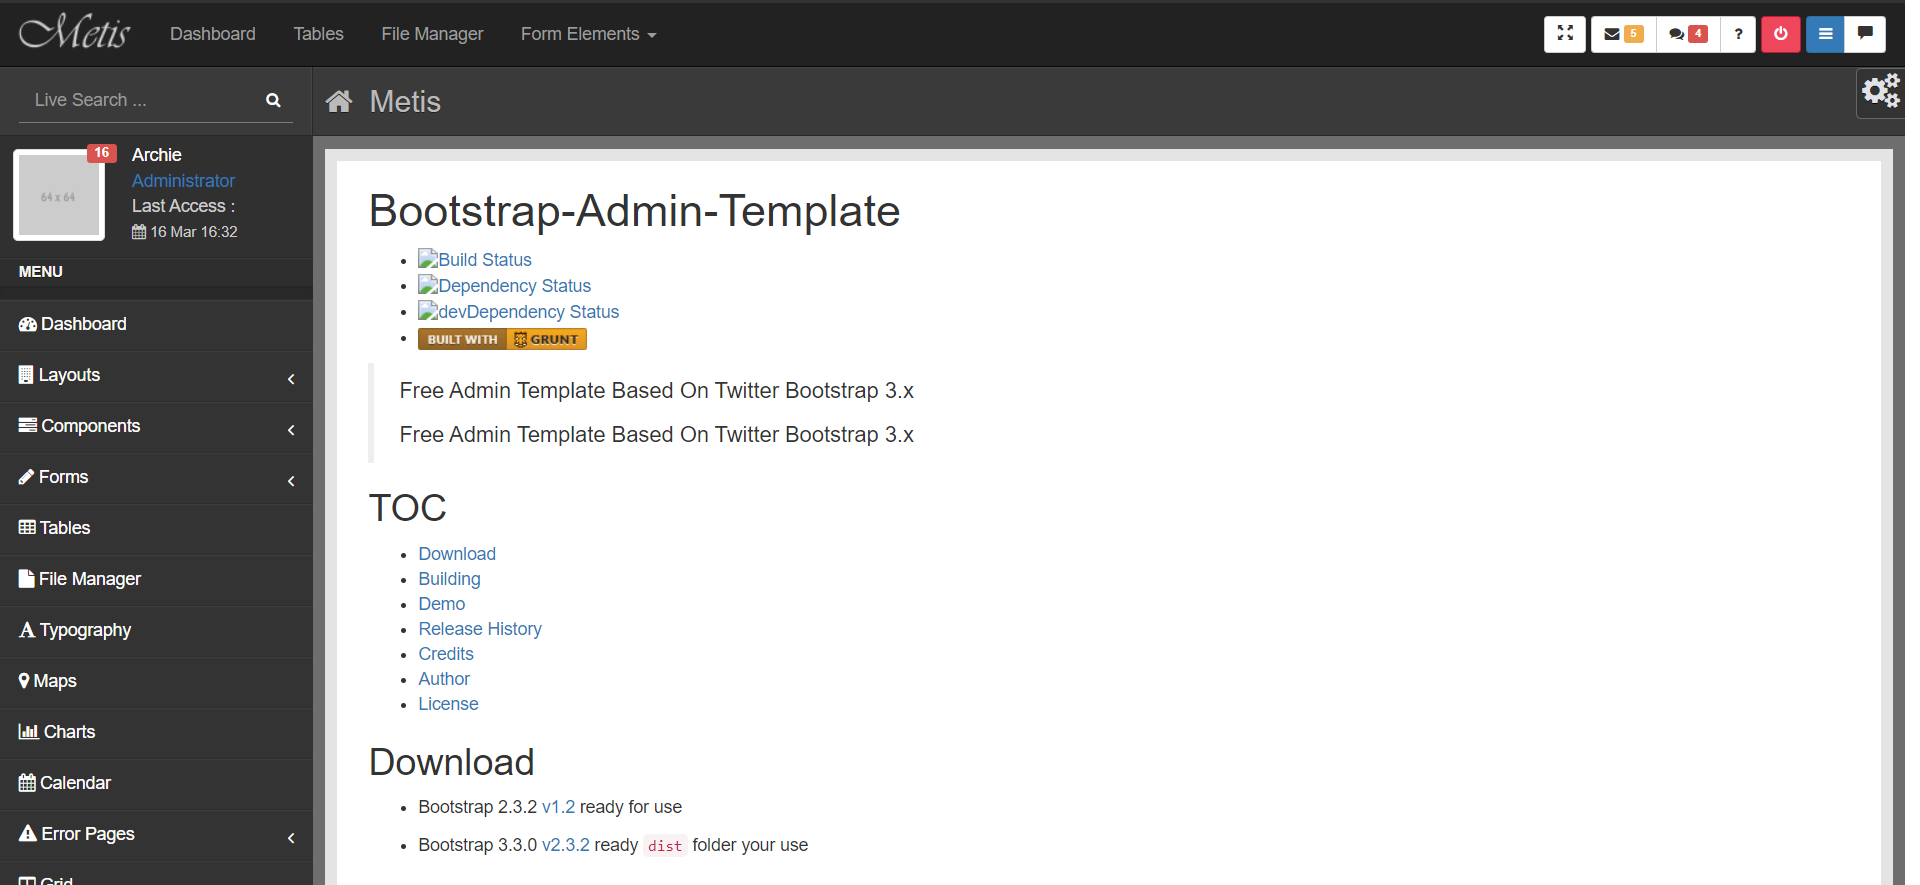 Metis Dashboard Tables File Manager Form Elements 5 4 ?
Live Search ...
Metis
16
64 x 64
Archie
Administrator
Last Access :
16 Mar 16:32
MENU
Dashboard
Layouts
Components
Forms
Tables
File Manager
Typography
Maps
Charts
Calendar
Error Pages
Grid
Bootstrap-Admin-Template
Build Status
Dependency Status
devDependency Status
BUILT WITH GRUNT
Free Admin Template Based On Twitter Bootstrap 3.x
Free Admin Template Based On Twitter Bootstrap 3.x
TOC
Download
Building
Demo
Release History
Credits
Author
License
Download
Bootstrap 2.3.2 v1.2 ready for use
Bootstrap 3.3.0 v2.3.2 ready dist folder your use